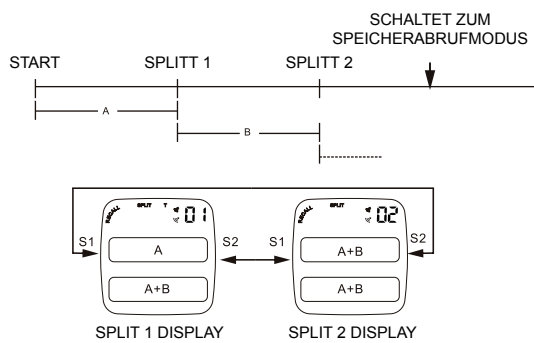 SCHALTET ZUM
SPEICHERABRUFMODUS
START SPLITT 1 SPLITT 2
A
B
RECALL SPLIT T 01
RECALL SPLIT 02
S1 A S2 S1 A+B S2
A+B A+B
SPLIT 1 DISPLAY SPLIT 2 DISPLAY